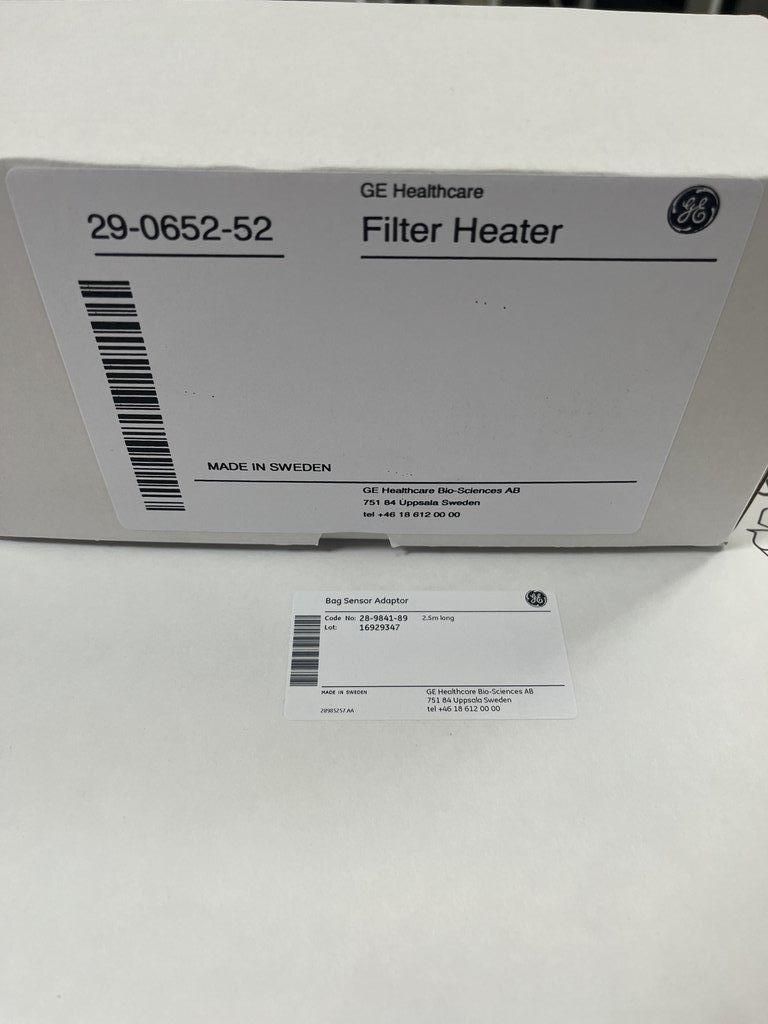 GE Healthcare
29-0652-52
Filter Heater
MADE IN SWEDEN
GE Healthcare Bio-Sciences AB
751 84 Uppsala Sweden
tel +46 18 612 00 00
Bag Sensor Adaptor
Code No: 28-9841-89 2.5m long
Lot: 16929347
MADE IN SWEDEN
GE Healthcare Bio-Sciences AB
751 84 Uppsala Sweden
28985257 AA
tel +46 18 612 00 00